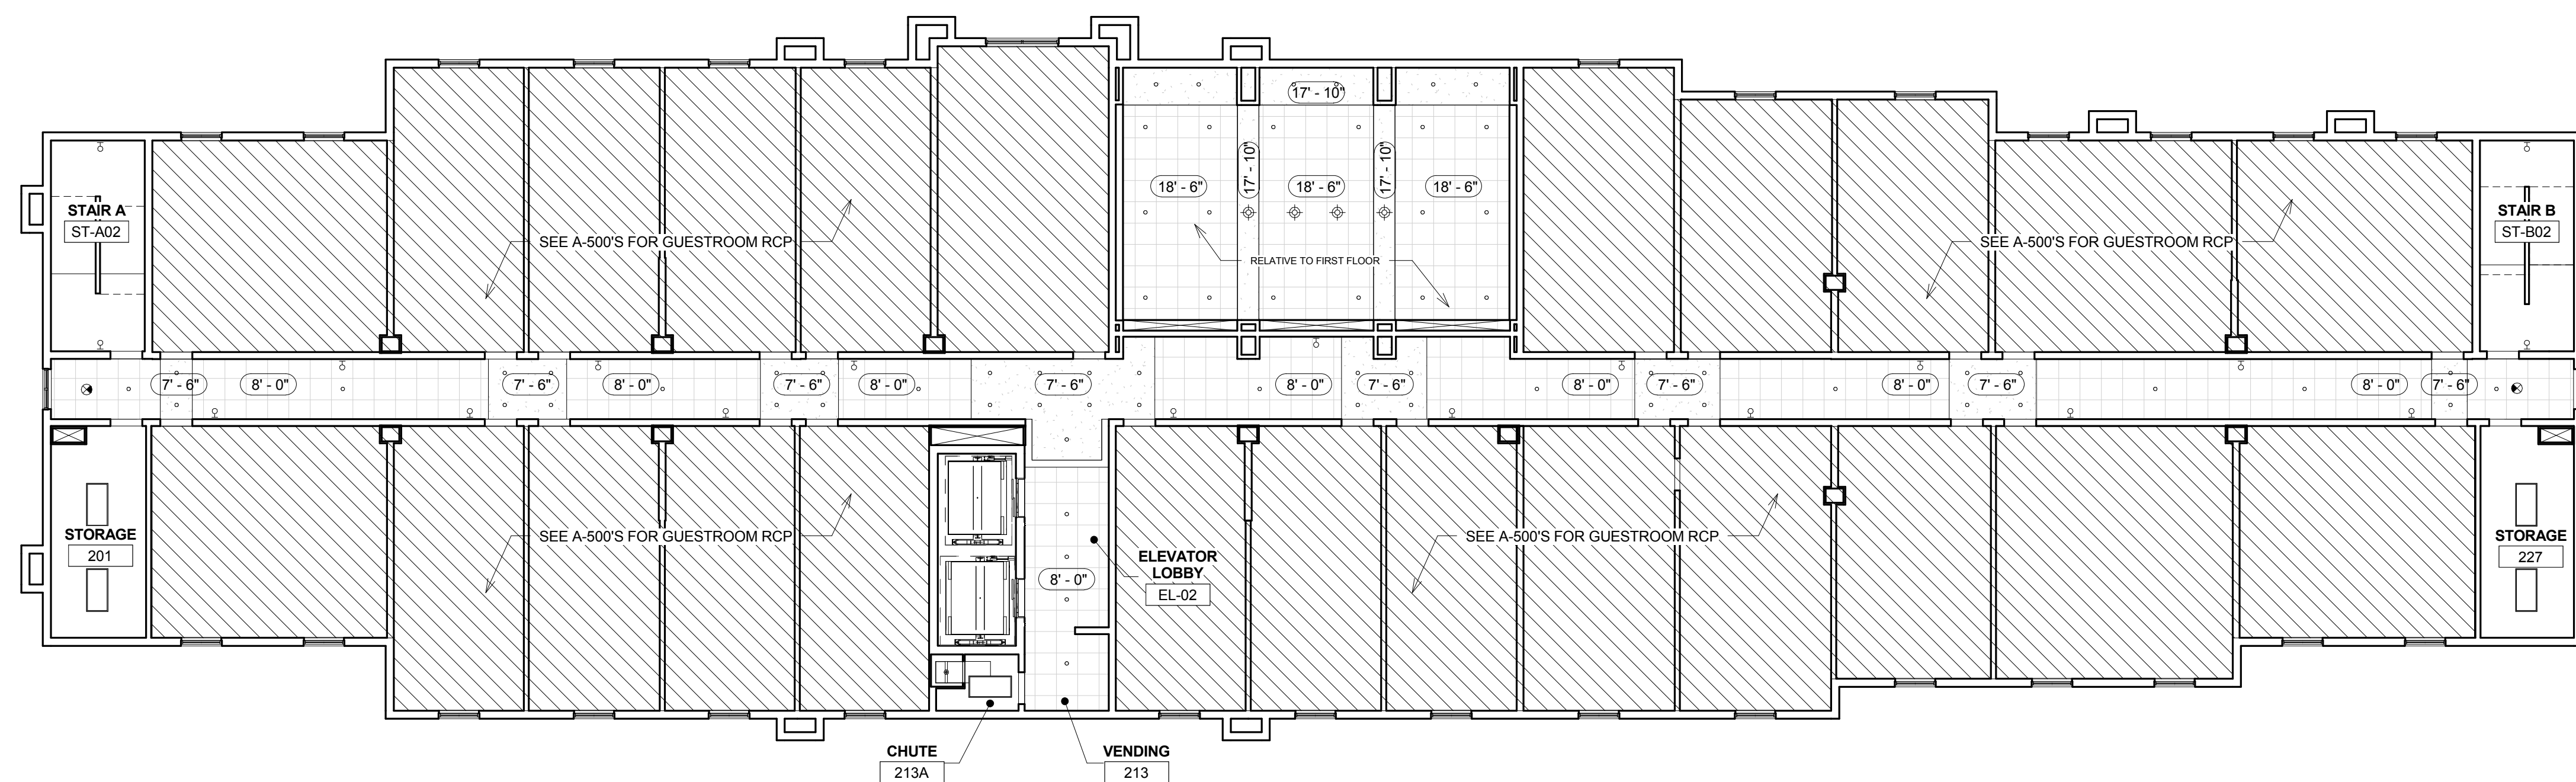 17' - 10"
17' - 10"
17' - 10"
18' - 6"
18' - 6"
18' - 6"
STAIR A
ST-A02
STAIR B
ST-B02
SEE A-500'S FOR GUESTROOM RCP
SEE A-500'S FOR GUESTROOM RCP
RELATIVE TO FIRST FLOOR
7' - 6"
8' - 0"
7' - 6"
8' - 0"
7' - 6"
8' - 0"
7' - 6"
8' - 0"
7' - 6"
8' - 0"
7' - 6"
8' - 0"
7' - 6"
8' - 0"
7' - 6"
STORAGE
201
SEE A-500'S FOR GUESTROOM RCP
SEE A-500'S FOR GUESTROOM RCP
STORAGE
227
ELEVATOR
LOBBY
EL-02
8' - 0"
CHUTE
213A
VENDING
213